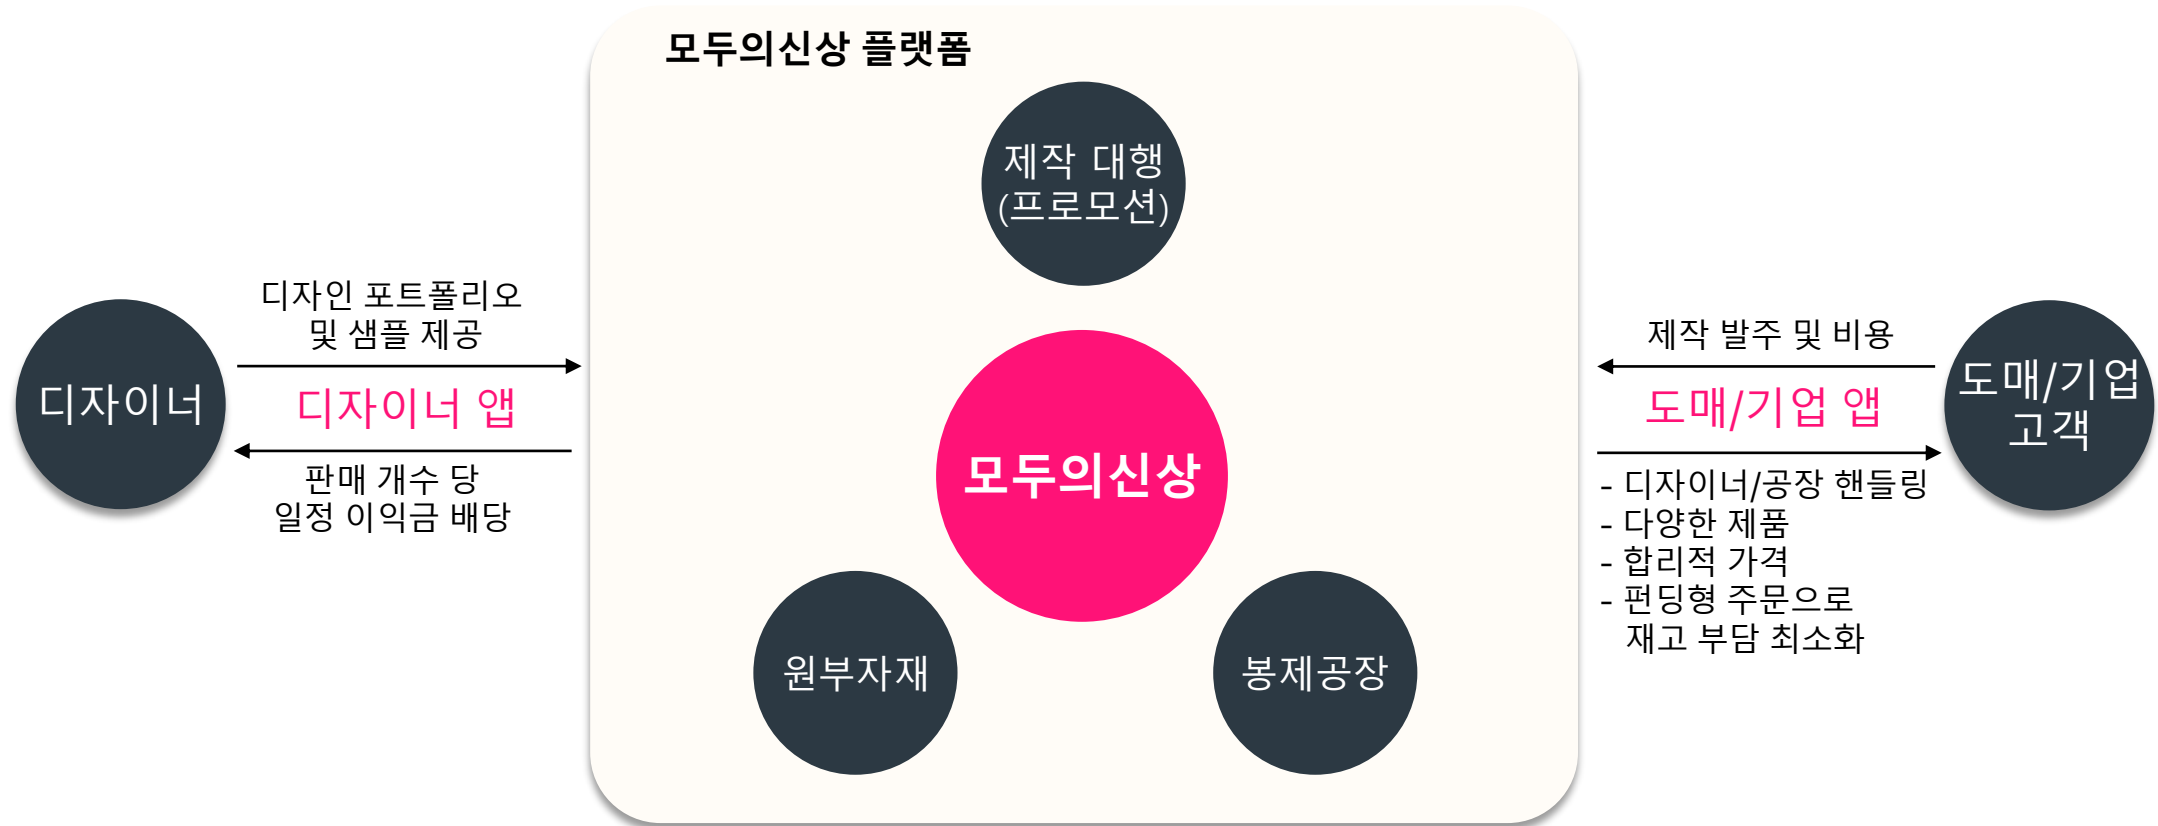 모두의신상 플랫폼
제작 대행
(프로모션)
디자인 포트폴리오
및 샘플 제공
디자이너
디자이너 앱
판매 개수 당
일정 이익금 배당
모두의신상
원부자재
봉제공장
제작 발주 및 비용
도매/기업 앱
도매/기업
고객
- 디자이너/공장 핸들링
- 다양한 제품
- 합리적 가격
- 펀딩형 주문으로
재고 부담 최소화